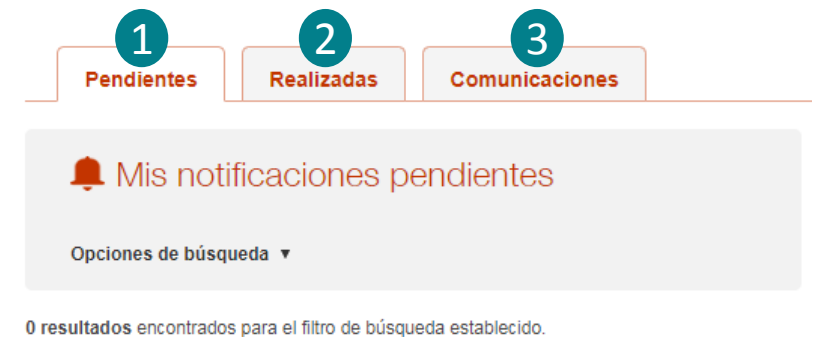 1 2 3
Pendientes Realizadas Comunicaciones
Mis notificaciones pendientes
Opciones de búsqueda ▼
0 resultados encontrados para el filtro de búsqueda establecido.